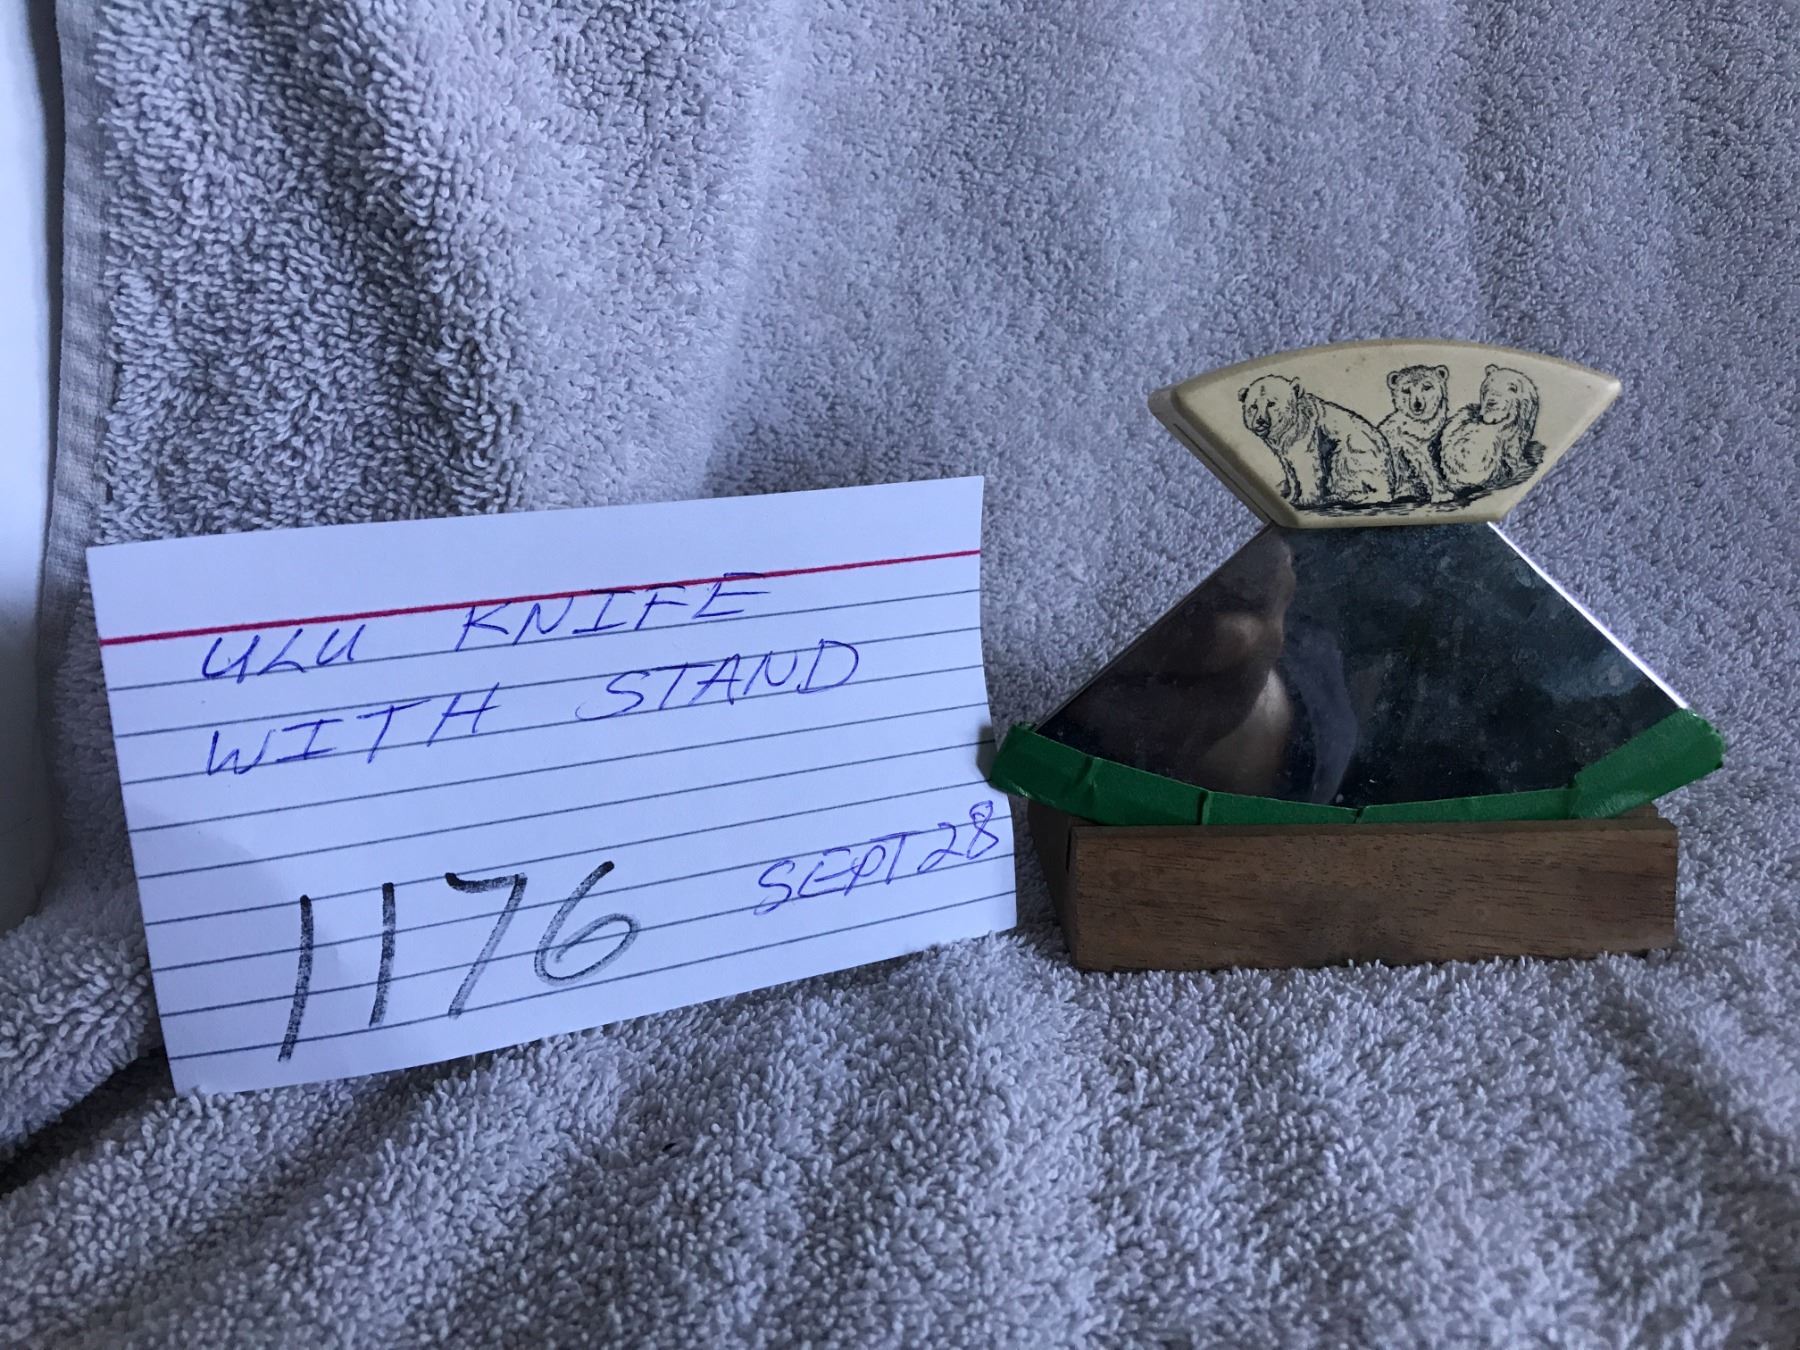 ULU KNIFE
WITH STAND
SEPT 28
1176